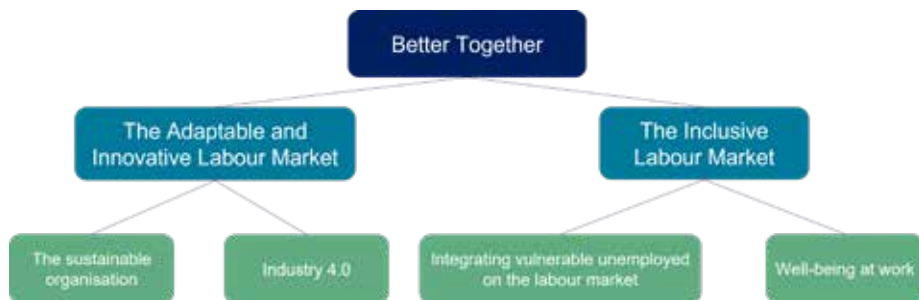 Better Together
The Adaptable and
Innovative Labour Market
The Inclusive
Labour Market
The sustainable
organisation
Industry 4.0
Integrating vulnerable unemployed
on the labour market
Well-being at work